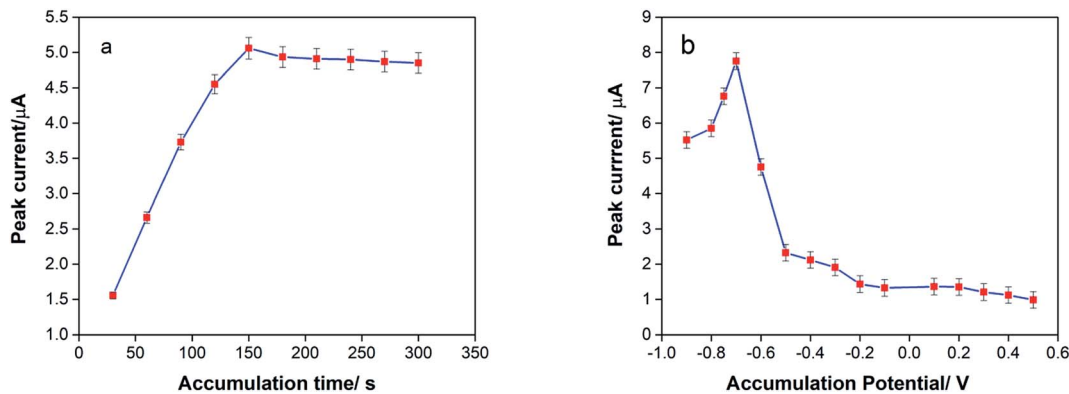 a
5.5
5.0
4.5
4.0
3.5
3.0
2.5
2.0
1.5
1.0
Peak current/µA
0 50 100 150 200 250 300 350
Accumulation time/ s
b
9
8
7
6
5
4
3
2
1
0
Peak currrent/ µA
-1.0 -0.8 -0.6 -0.4 -0.2 0.0 0.2 0.4 0.6
Accumulation Potential/ V